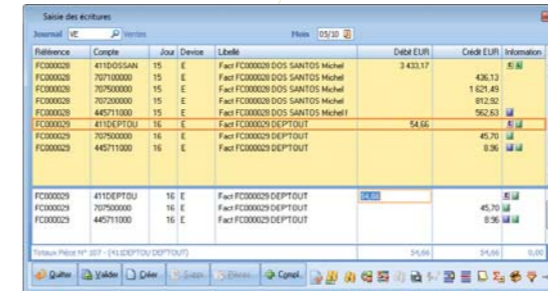 Saisie des écritures
Journal VE Ventes Mois 05/10
Référence Compte Jour Devise Libellé Débit EUR Crédit EUR Information
FC000028 411DOSSAN 15 E Fact FC000028 DOS SANTOS Michel 3 433,17
FC000028 707100000 15 E Fact FC000028 DOS SANTOS Michel 436,13
FC000028 707500000 15 E Fact FC000028 DOS SANTOS Michel 1 621,49
FC000028 707200000 15 E Fact FC000028 DOS SANTOS Michel 812,92
FC000028 445711000 15 E Fact FC000028 DOS SANTOS Michel 562,63
FC000029 411DEPTOU 16 E Fact FC000029 DEPTOUT 54,66
FC000029 707500000 16 E Fact FC000029 DEPTOUT 45,70
FC000029 445711000 16 E Fact FC000029 DEPTOUT 8,96
FC000029 411DEPTOU 16 E Fact FC000029 DEPTOUT 54,66
FC000029 707500000 16 E Fact FC000029 DEPTOUT 45,70
FC000029 445711000 16 E Fact FC000029 DEPTOUT 8,96
Totaux Pièce N° 107 - (411DEPTOU DEPTOUT) 54,66 54,66 0,00
Quitter Valider Créer Suppr. Pièces Compl.